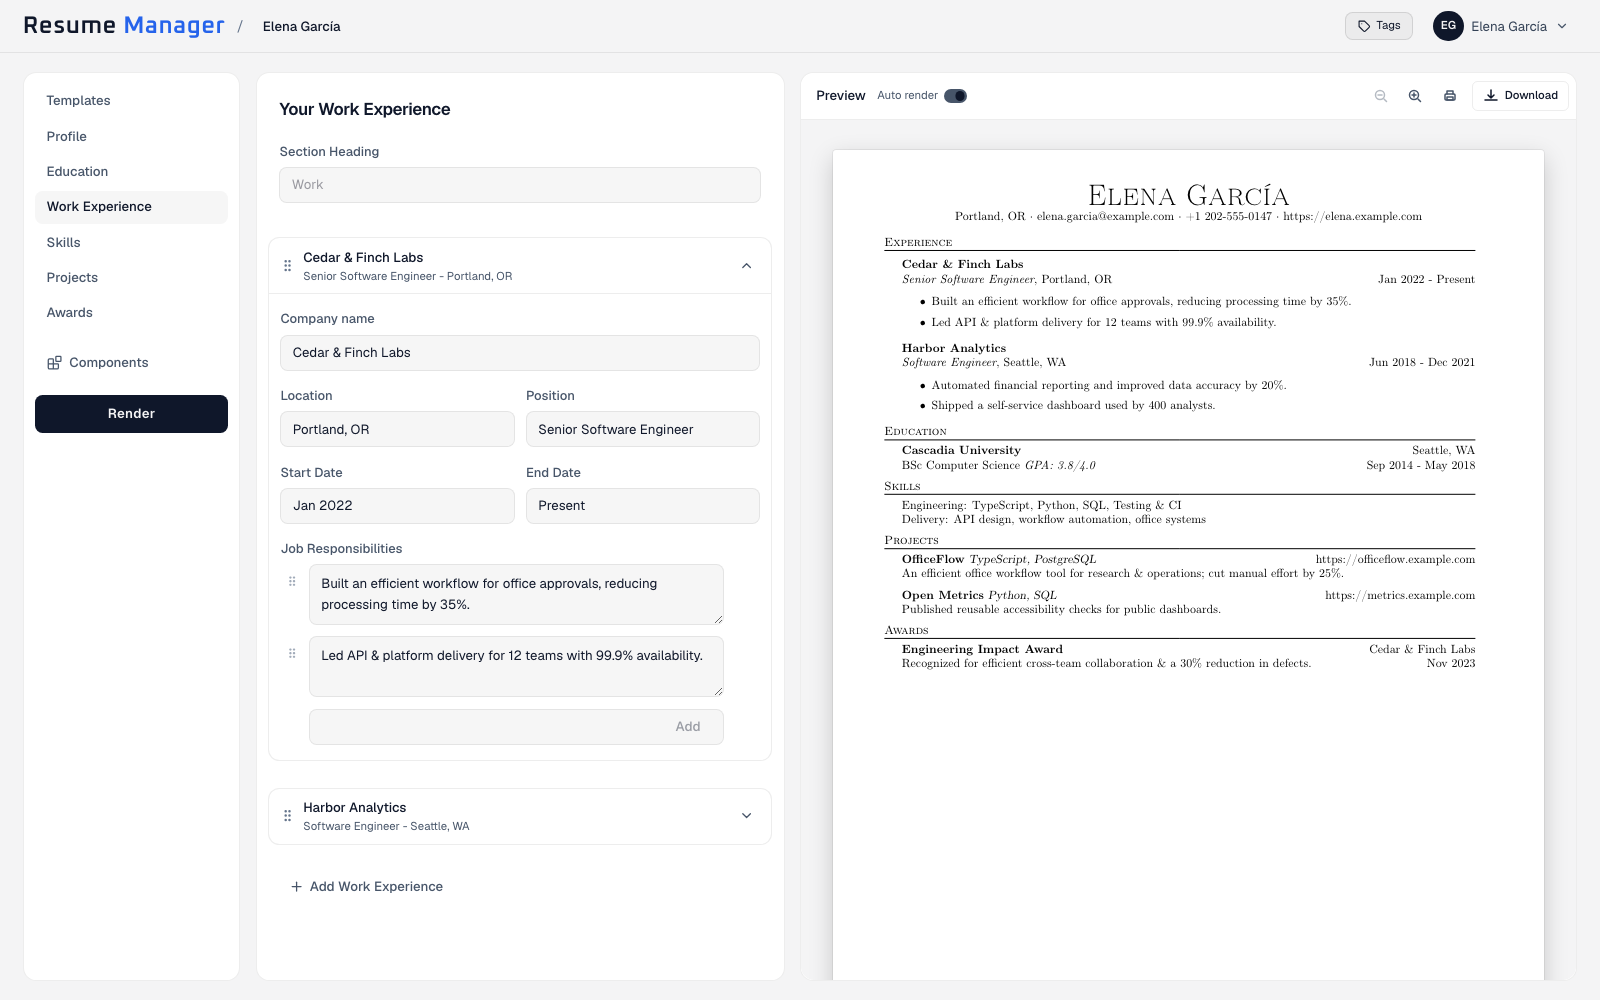 Resume Manager / Elena García
Tags
EG Elena García
Templates
Profile
Education
Work Experience
Skills
Projects
Awards
Components
Render
Your Work Experience
Section Heading
Work
Cedar & Finch Labs
Senior Software Engineer - Portland, OR
Company name
Cedar & Finch Labs
Location Position
Portland, OR Senior Software Engineer
Start Date End Date
Jan 2022 Present
Job Responsibilities
Built an efficient workflow for office approvals, reducing
processing time by 35%.
Led API & platform delivery for 12 teams with 99.9% availability.
Add
Harbor Analytics
Software Engineer - Seattle, WA
Add Work Experience
Preview Auto render
Download
Elena García
Portland, OR · elena.garcia@example.com · +1 202-555-0147 · https://elena.example.com
Experience
Cedar & Finch Labs
Senior Software Engineer, Portland, OR Jan 2022 - Present
• Built an efficient workflow for office approvals, reducing processing time by 35%.
• Led API & platform delivery for 12 teams with 99.9% availability.
Harbor Analytics
Software Engineer, Seattle, WA Jun 2018 - Dec 2021
• Automated financial reporting and improved data accuracy by 20%.
• Shipped a self-service dashboard used by 400 analysts.
Education
Cascadia University Seattle, WA
BSc Computer Science GPA: 3.8/4.0 Sep 2014 - May 2018
Skills
Engineering: TypeScript, Python, SQL, Testing & CI
Delivery: API design, workflow automation, office systems
Projects
OfficeFlow TypeScript, PostgreSQL https://officeflow.example.com
An efficient office workflow tool for research & operations; cut manual effort by 25%.
Open Metrics Python, SQL https://metrics.example.com
Published reusable accessibility checks for public dashboards.
Awards
Engineering Impact Award Cedar & Finch Labs
Recognized for efficient cross-team collaboration & a 30% reduction in defects. Nov 2023